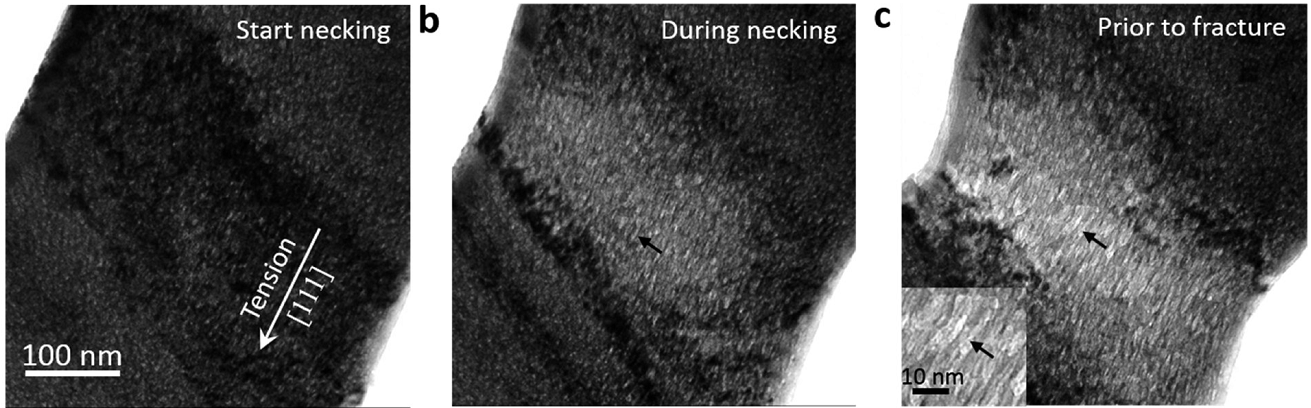 Start necking
Tension
[111]
100 nm
b
During necking
c
Prior to fracture
10 nm